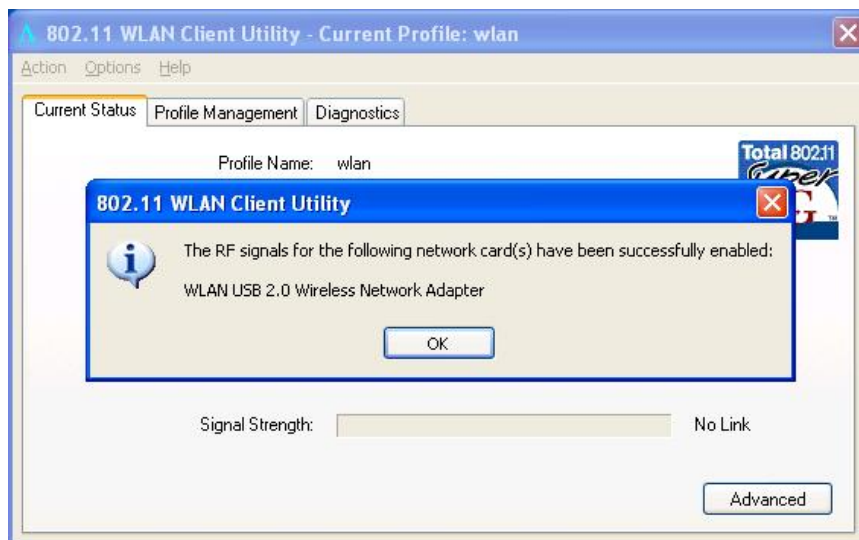 802.11 WLAN Client Utility - Current Profile: wlan
Action Options Help
Current Status Profile Management Diagnostics
Profile Name: wlan
Total 802.11
Super
G
802.11 WLAN Client Utility
The RF signals for the following network card(s) have been successfully enabled:
WLAN USB 2.0 Wireless Network Adapter
OK
Signal Strength: No Link
Advanced